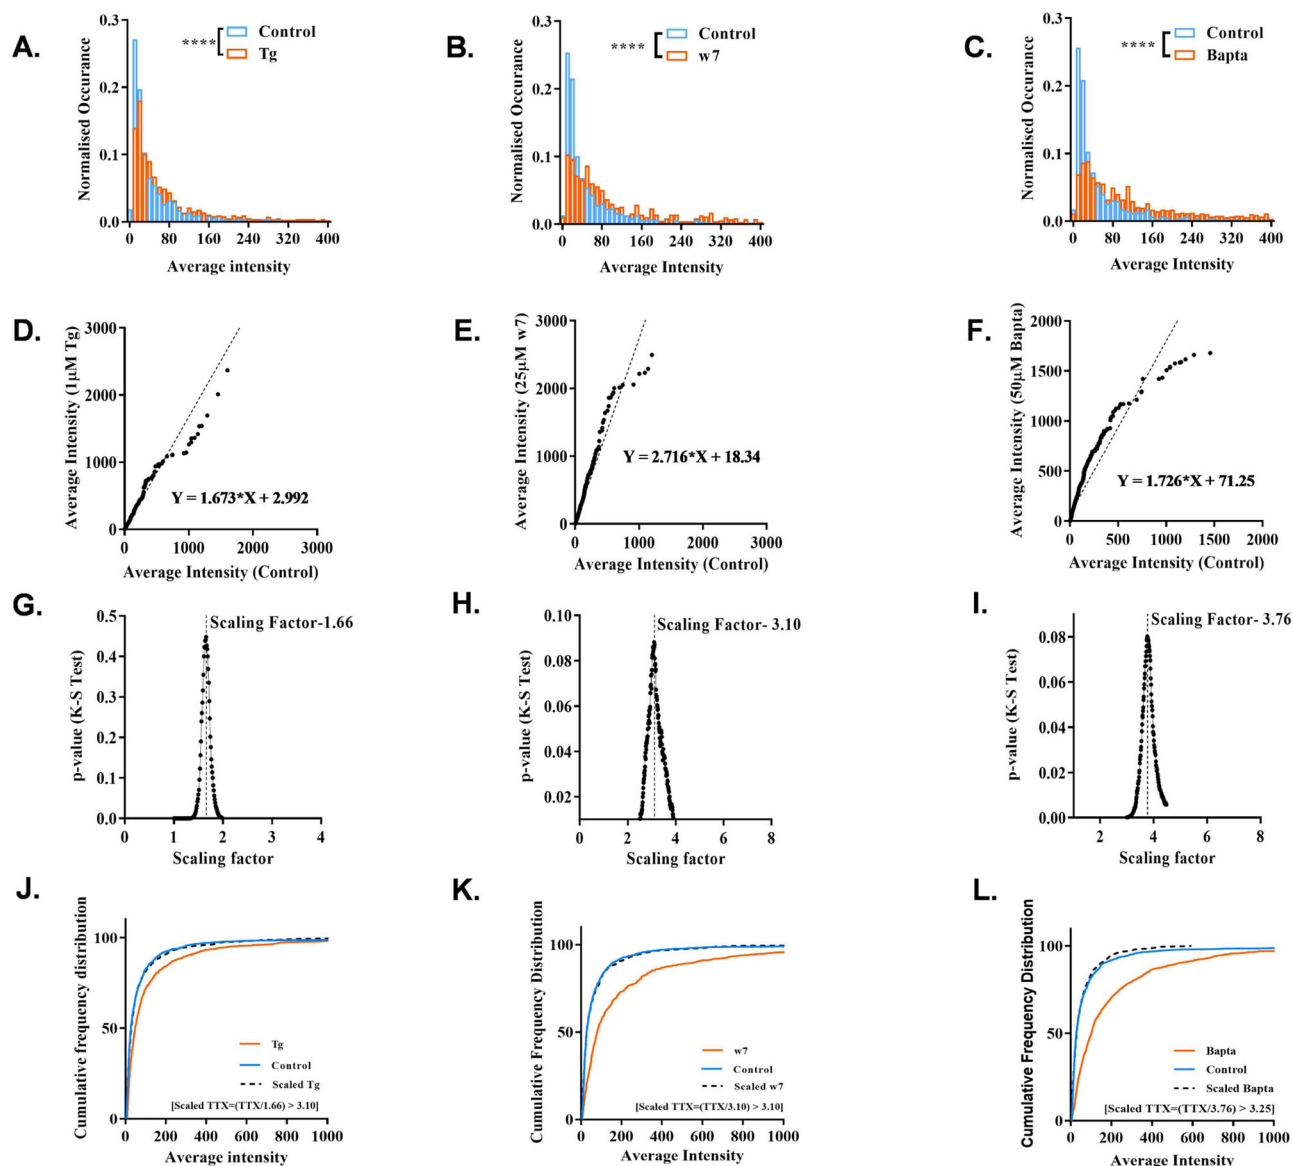 A.
Normalised Occurance
0.3
0.2
0.1
0.0
****
Control
Tg
0 80 160 240 320 400
Average intensity
B.
Normalised Occurance
0.3
0.2
0.1
0.0
****
Control
w7
0 80 160 240 320 400
Average Intensity
C.
Normalised Occurance
0.3
0.2
0.1
0.0
****
Control
Bapta
0 80 160 240 320 400
Average Intensity
D.
Average Intensity (1μM Tg)
3000
2000
1000
0
Y = 1.673*X + 2.992
0 1000 2000 3000
Average Intensity (Control)
E.
Average Intensity (25μM w7)
3000
2500
2000
1500
1000
500
0
Y = 2.716*X + 18.34
0 1000 2000 3000
Average Intensity (Control)
F.
Average Intensity (50μM Bapta)
2000
1500
1000
500
0
Y = 1.726*X + 71.25
0 500 1000 1500 2000
Average Intensity (Control)
G.
p-value (K-S Test)
0.5
0.4
0.3
0.2
0.1
0.0
Scaling Factor-1.66
0 1 2 3 4
Scaling factor
H.
p-value (K-S Test)
0.10
0.08
0.06
0.04
0.02
Scaling Factor- 3.10
0 2 4 6 8
Scaling factor
I.
p-value (K-S Test)
0.08
0.06
0.04
0.02
0.00
Scaling Factor- 3.76
2 4 6 8
Scaling factor
J.
Cumulative frequency distribution
100
50
0
Tg
Control
Scaled Tg
[Scaled TTX=(TTX/1.66) > 3.10]
0 200 400 600 800 1000
Average intensity
K.
Cumulative Frequency Distribution
100
50
0
w7
Control
Scaled w7
[Scaled TTX=(TTX/3.10) > 3.10]
0 200 400 600 800 1000
Average Intensity
L.
Cumulative Frequency Distribution
100
50
0
Bapta
Control
Scaled Bapta
[Scaled TTX=(TTX/3.76) > 3.25]
0 200 400 600 800 1000
Average Intensity